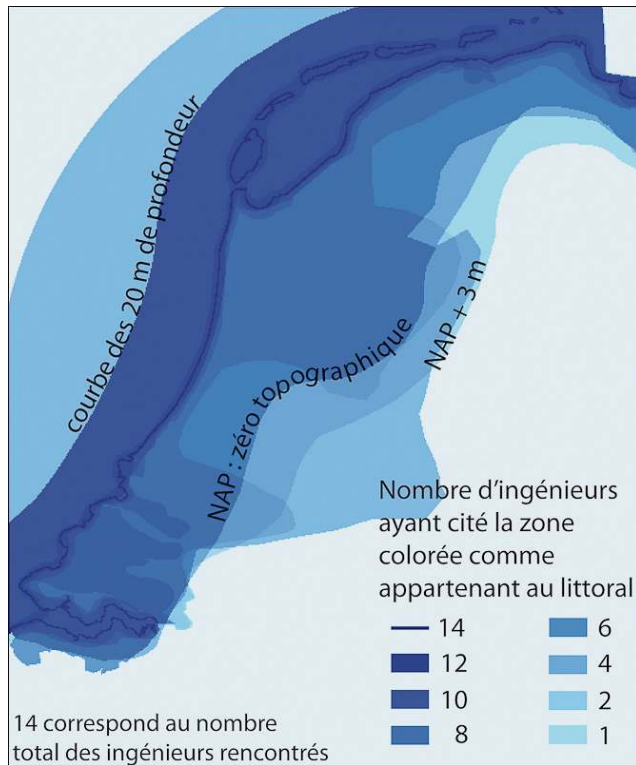 courbe des 20 m de profondeur
NAP : zéro topographique
NAP + 3 m
Nombre d’ingénieurs
ayant cité la zone
colorée comme
appartenant au littoral
14
12
10
8
6
4
2
1
14 correspond au nombre
total des ingénieurs rencontrés